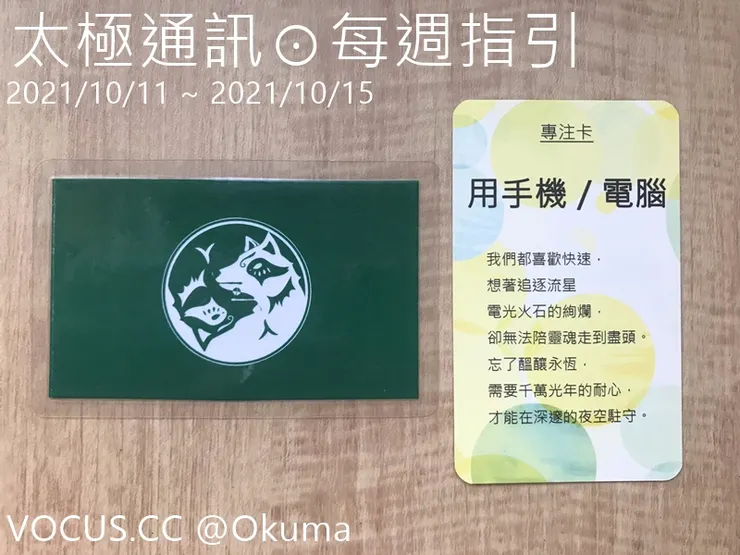 太極通訊⊙每週指引
2021/10/11 ~ 2021/10/15
專注卡
用手機 / 電腦
我們都喜歡快速，
想著追逐流星
電光火石的絢爛，
卻無法陪靈魂走到盡頭。
忘了醞釀永恆，
需要千萬光年的耐心，
才能在深邃的夜空駐守。
VOCUS.CC @Okuma